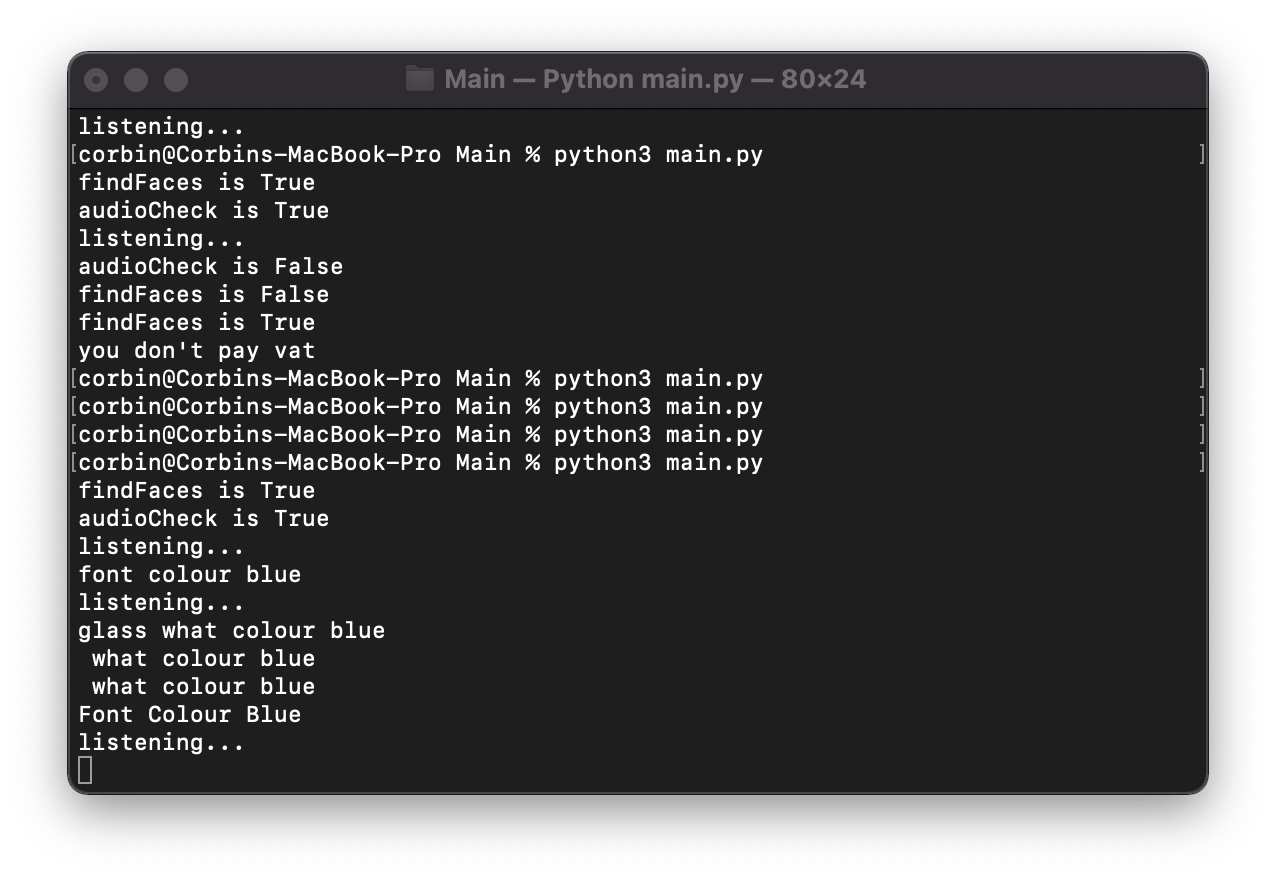 Main — Python main.py — 80×24
listening...
[corbin@Corbins-MacBook-Pro Main % python3 main.py ]
findFaces is True
audioCheck is True
listening...
audioCheck is False
findFaces is False
findFaces is True
you don't pay vat
[corbin@Corbins-MacBook-Pro Main % python3 main.py ]
[corbin@Corbins-MacBook-Pro Main % python3 main.py ]
[corbin@Corbins-MacBook-Pro Main % python3 main.py ]
[corbin@Corbins-MacBook-Pro Main % python3 main.py ]
findFaces is True
audioCheck is True
listening...
font colour blue
listening...
glass what colour blue
 what colour blue
 what colour blue
Font Colour Blue
listening...